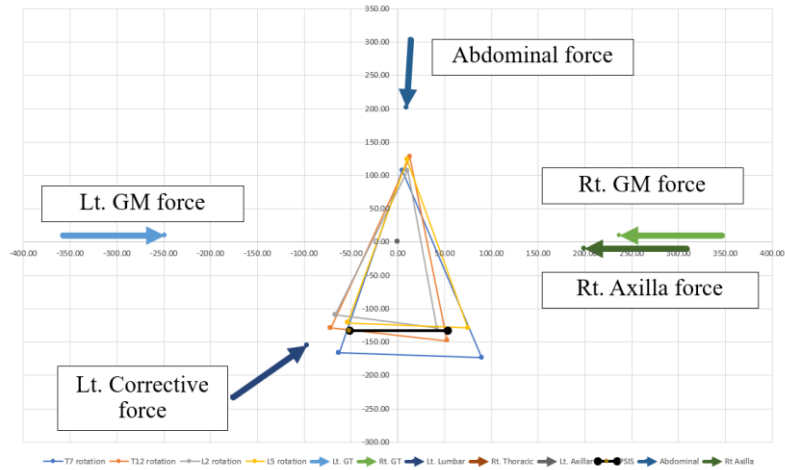 350.00
300.00
Abdominal force
250.00
200.00
150.00
100.00
Rt. GM force
Lt. GM force
50.00
0.00
-400.00 -350.00 -300.00 -250.00 -200.00 -150.00 -100.00 -50.00 0.00 50.00 100.00 150.00 200.00 250.00 300.00 350.00 400.00
-50.00
Rt. Axilla force
-100.00
-150.00
-200.00
Lt. Corrective
force
-250.00
-300.00
T7 rotation T12 rotation L2 rotation L5 rotation Lt. GT Rt. GT Lt. Lumbar Rt. Thoracic Lt. Axillar PSIS Abdominal Rt Axilla